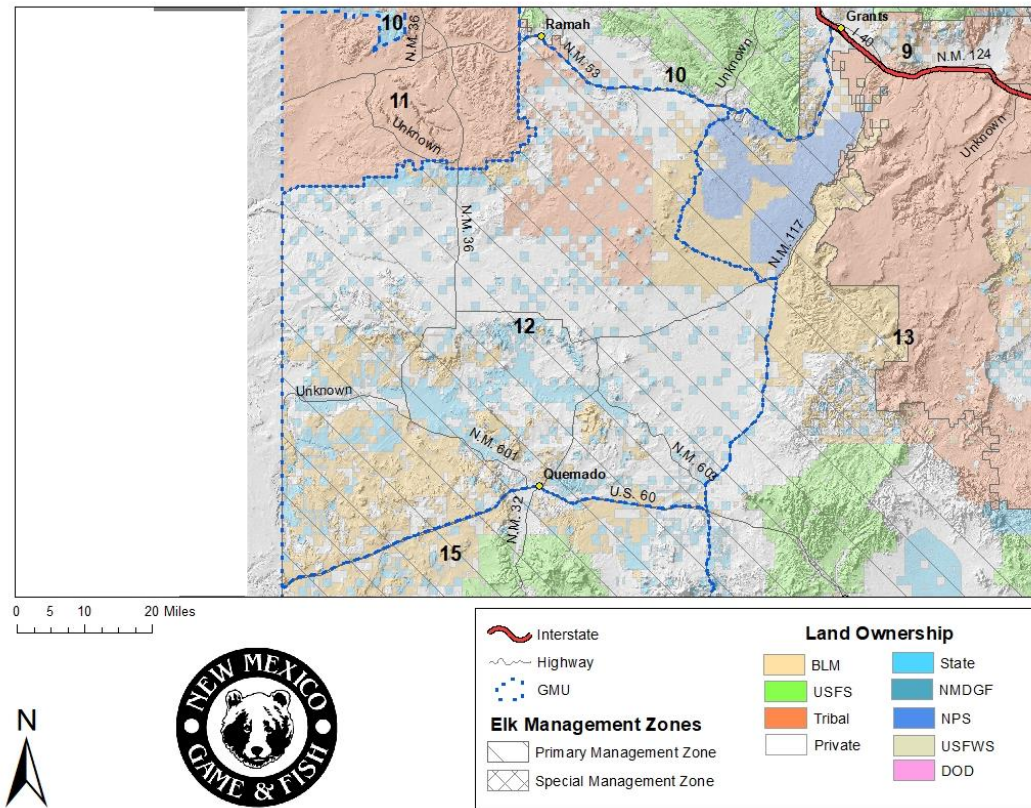 10
N.M. 36
Ramah
Grants
I-40
9
N.M. 124
N.M. 53
10
Unknown
11
Unknown
Unknown
N.M. 36
N.M. 117
12
13
Unknown
N.M. 601
N.M. 603
Quemado
U.S. 60
N.M. 32
15
0 5 10 20 Miles
N
NEW MEXICO
GAME & FISH
Interstate
Highway
GMU
Elk Management Zones
Primary Management Zone
Special Management Zone
Land Ownership
BLM
USFS
Tribal
Private
State
NMDGF
NPS
USFWS
DOD